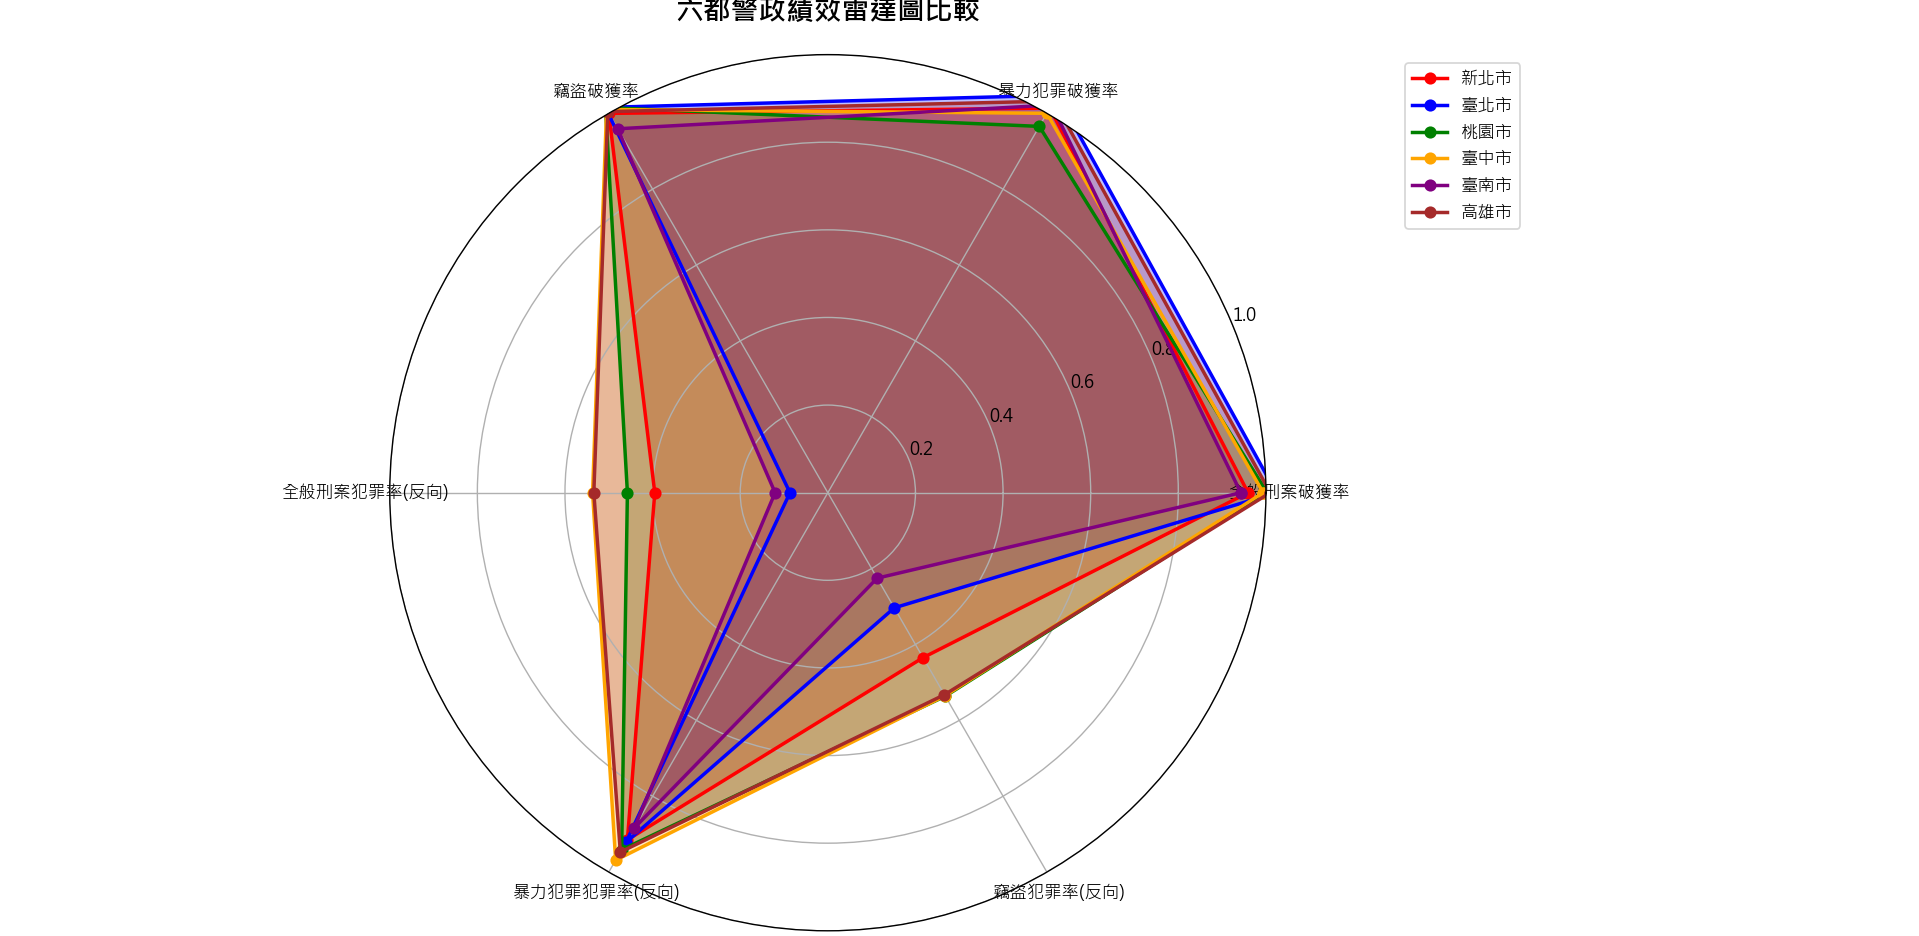 六都警政績效雷達圖比較
竊盜破獲率
暴力犯罪破獲率
新北市
臺北市
桃園市
臺中市
臺南市
高雄市
1.0
0.8
0.6
0.4
0.2
全般刑案犯罪率(反向)
全般刑案破獲率
暴力犯罪犯罪率(反向)
竊盜犯罪率(反向)